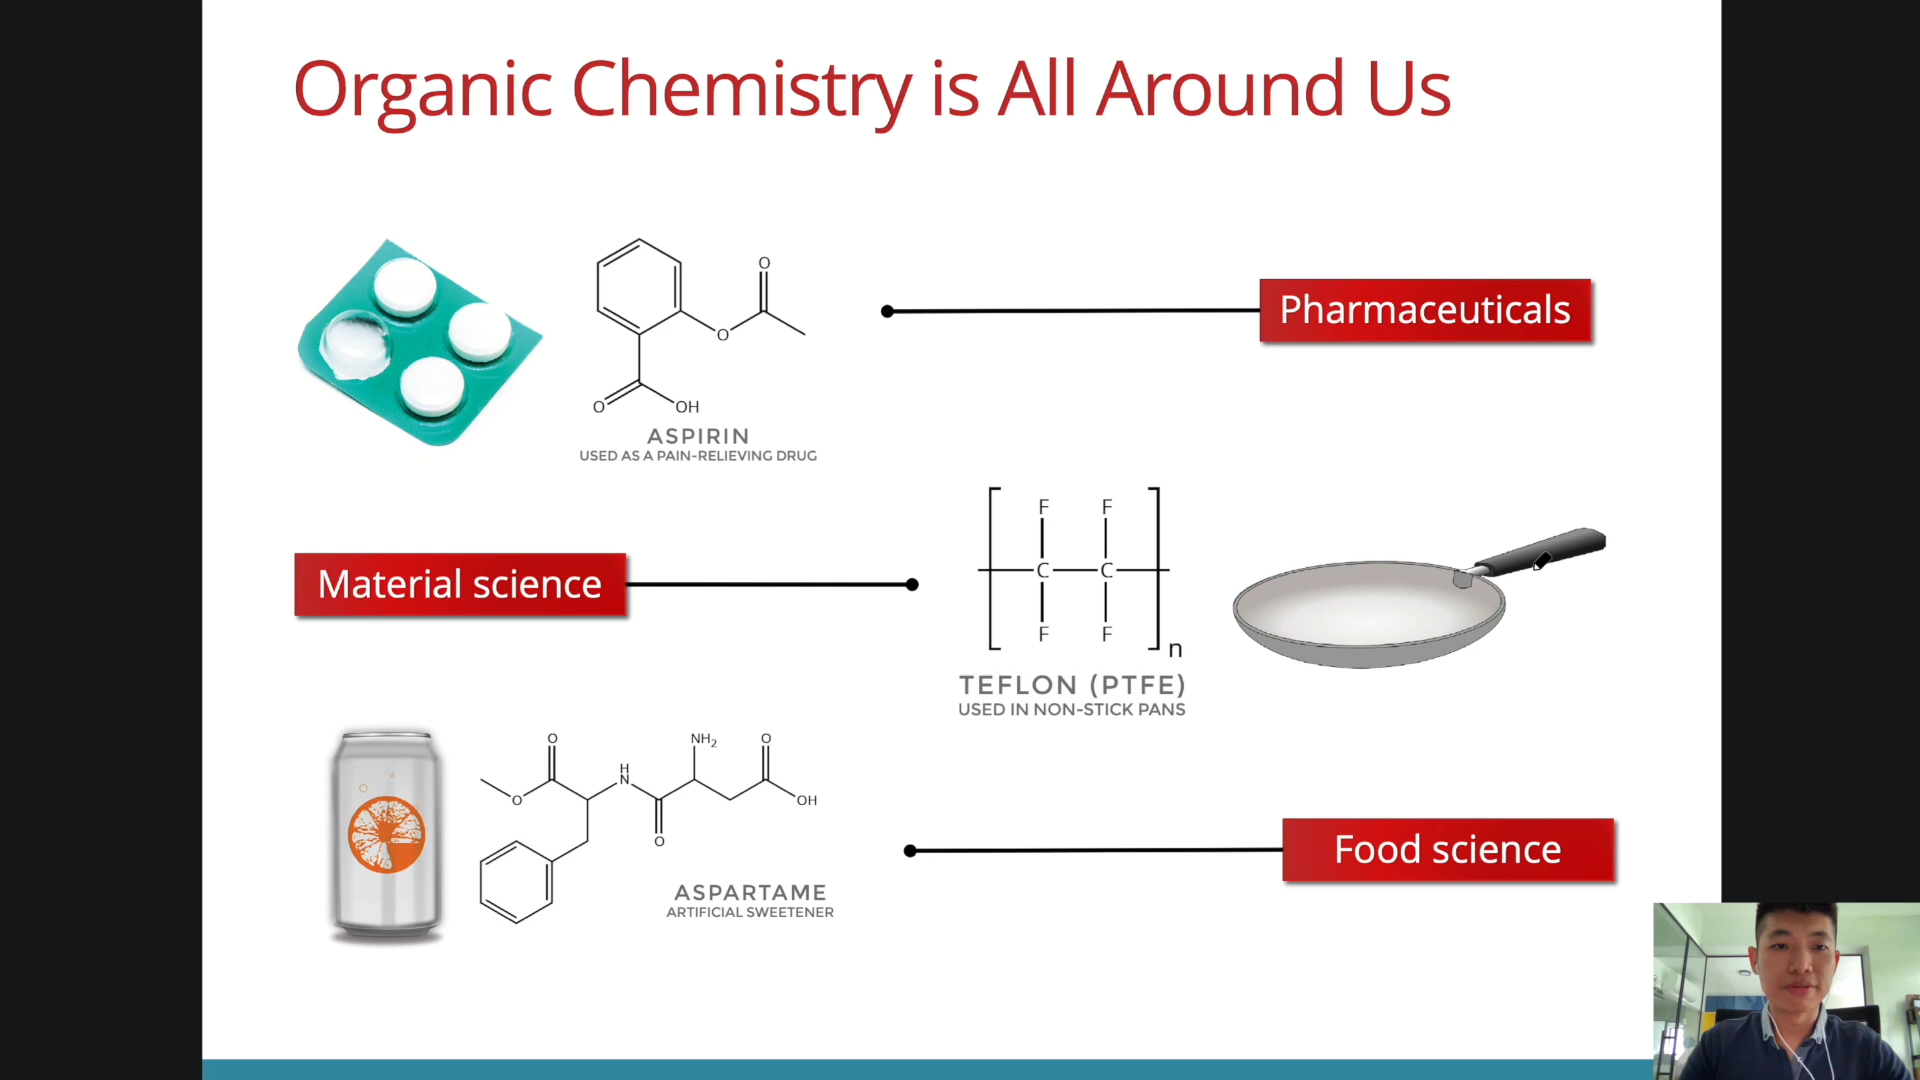 Organic Chemistry is All Around Us
O
O
O
OH
ASPIRIN
USED AS A PAIN-RELIEVING DRUG
Pharmaceuticals
Material science
F F
C C
F F
n
TEFLON (PTFE)
USED IN NON-STICK PANS
O
NH2
O
H
N
O
OH
O
ASPARTAME
ARTIFICIAL SWEETENER
Food science